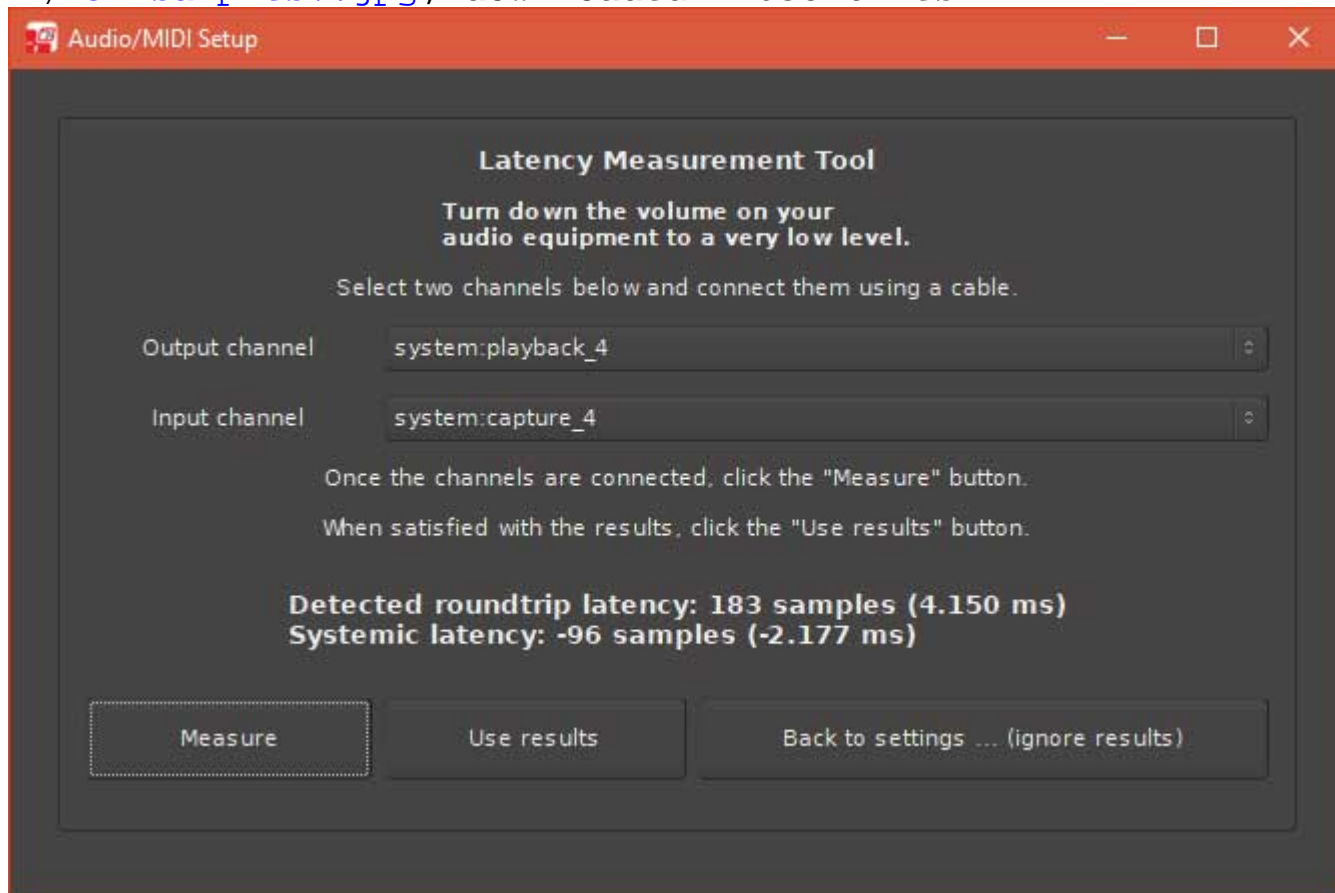 Audio/MIDI Setup
Latency Measurement Tool
Turn down the volume on your
audio equipment to a very low level.
Select two channels below and connect them using a cable.
Output channel system:playback_4
Input channel system:capture_4
Once the channels are connected, click the "Measure" button.
When satisfied with the results, click the "Use results" button.
Detected roundtrip latency: 183 samples (4.150 ms)
Systemic latency: -96 samples (-2.177 ms)
Measure Use results Back to settings ... (ignore results)